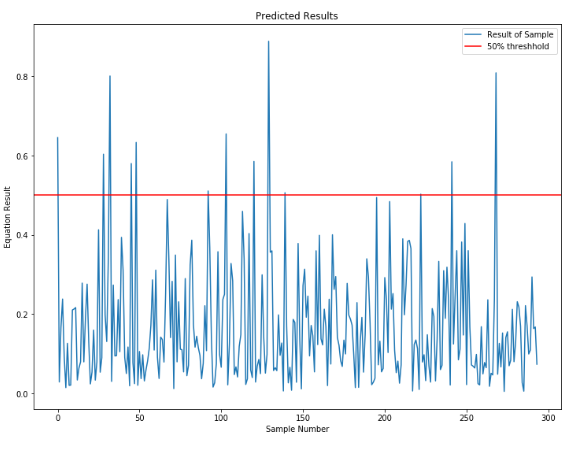 Predicted Results
Result of Sample
50% threshhold
Equation Result
0.8
0.6
0.4
0.2
0.0
0
50
100
150
200
250
300
Sample Number